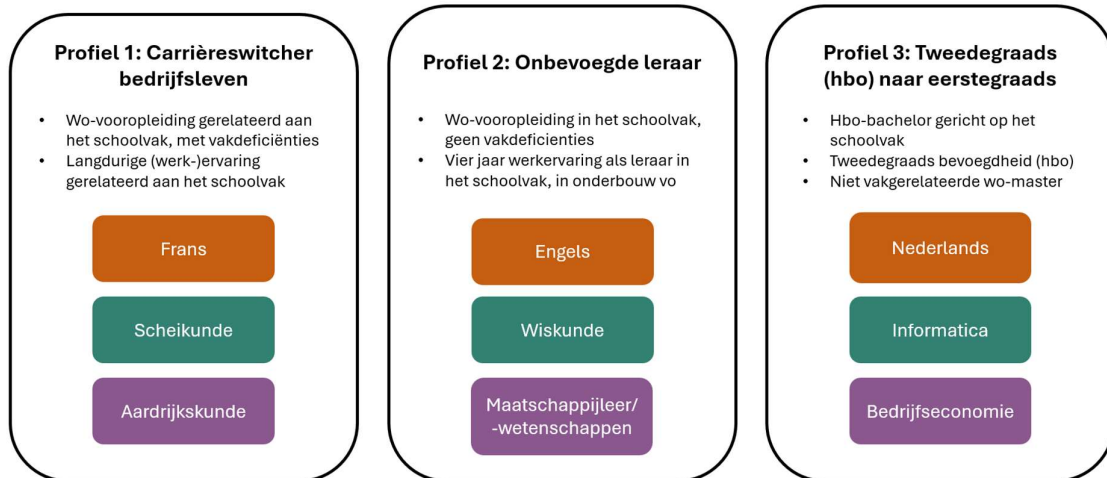 Profiel 1: Carrièreswitcher
bedrijfsleven
• Wo-vooropleiding gerelateerd aan
het schoolvak, met vakdeficiënties
• Langdurige (werk-)ervaring
gerelateerd aan het schoolvak
Frans
Scheikunde
Aardrijkskunde
Profiel 2: Onbevoegde leraar
• Wo-vooropleiding in het schoolvak,
geen vakdeficienties
• Vier jaar werkervaring als leraar in
het schoolvak, in onderbouw vo
Engels
Wiskunde
Maatschappijleer/
-wetenschappen
Profiel 3: Tweedegraads
(hbo) naar eerstegraads
• Hbo-bachelor gericht op het
schoolvak
• Tweedegraads bevoegdheid (hbo)
• Niet vakgerelateerde wo-master
Nederlands
Informatica
Bedrijfseconomie